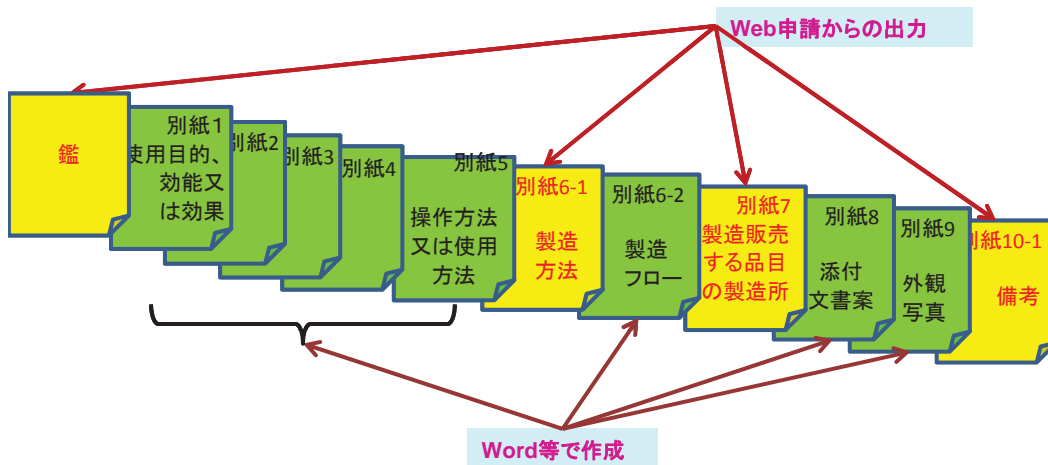 Web申請からの出力
鑑
別紙1
使用目的、
効能又
は効果
別紙2
別紙3
別紙4
別紙5
操作方法
又は使用
方法
別紙6-1
製造
方法
別紙6-2
製造
フロー
別紙7
製造販売
する品目
の製造所
別紙8
添付
文書案
別紙9
外観
写真
別紙10-1
備考
Word等で作成